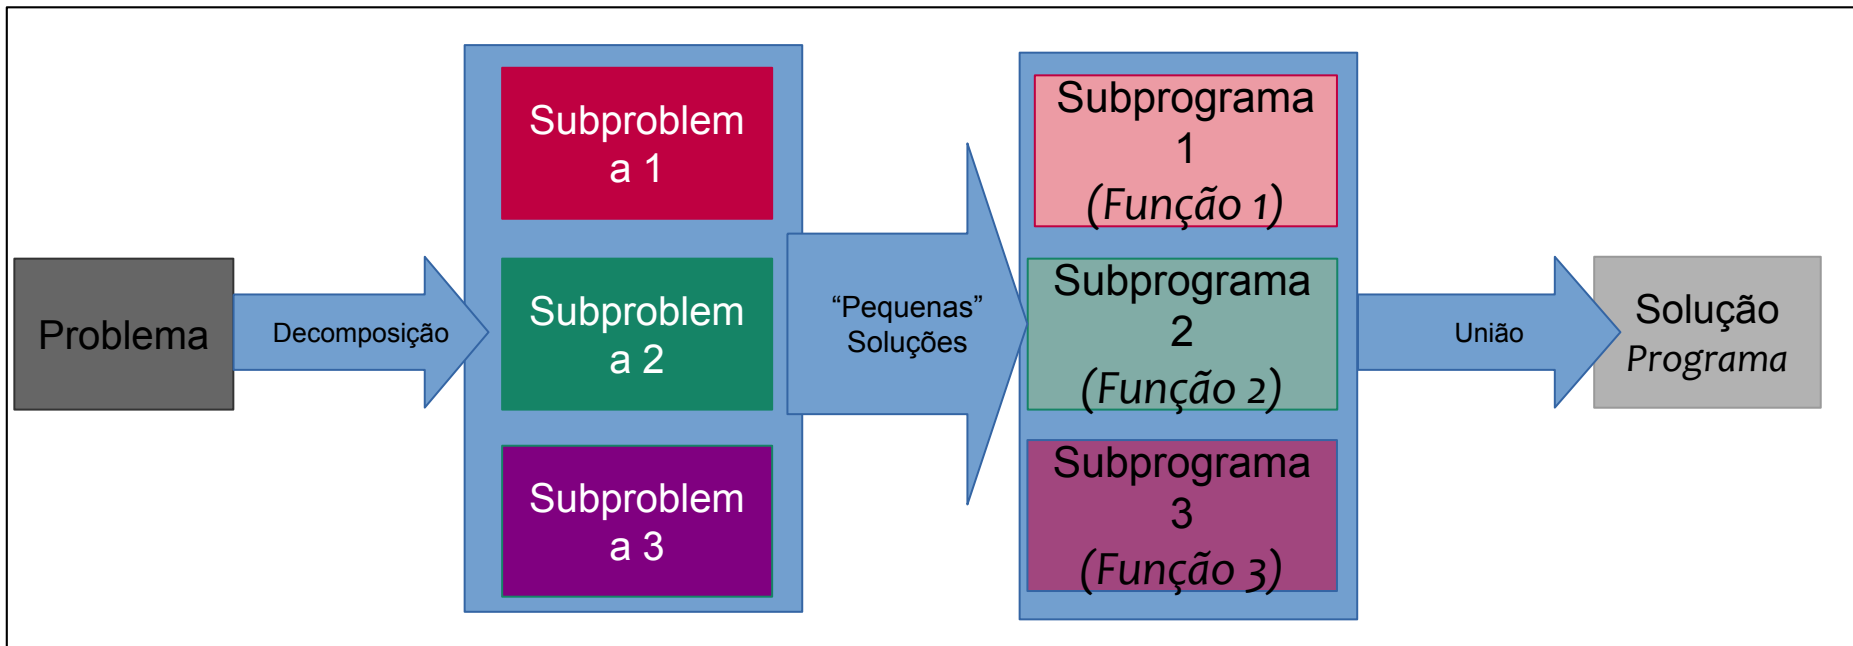 Problema
Decomposição
Subproblem
a 1
Subproblem
a 2
Subproblem
a 3
“Pequenas”
Soluções
Subprograma
1
(Função 1)
Subprograma
2
(Função 2)
Subprograma
3
(Função 3)
União
Solução
Programa